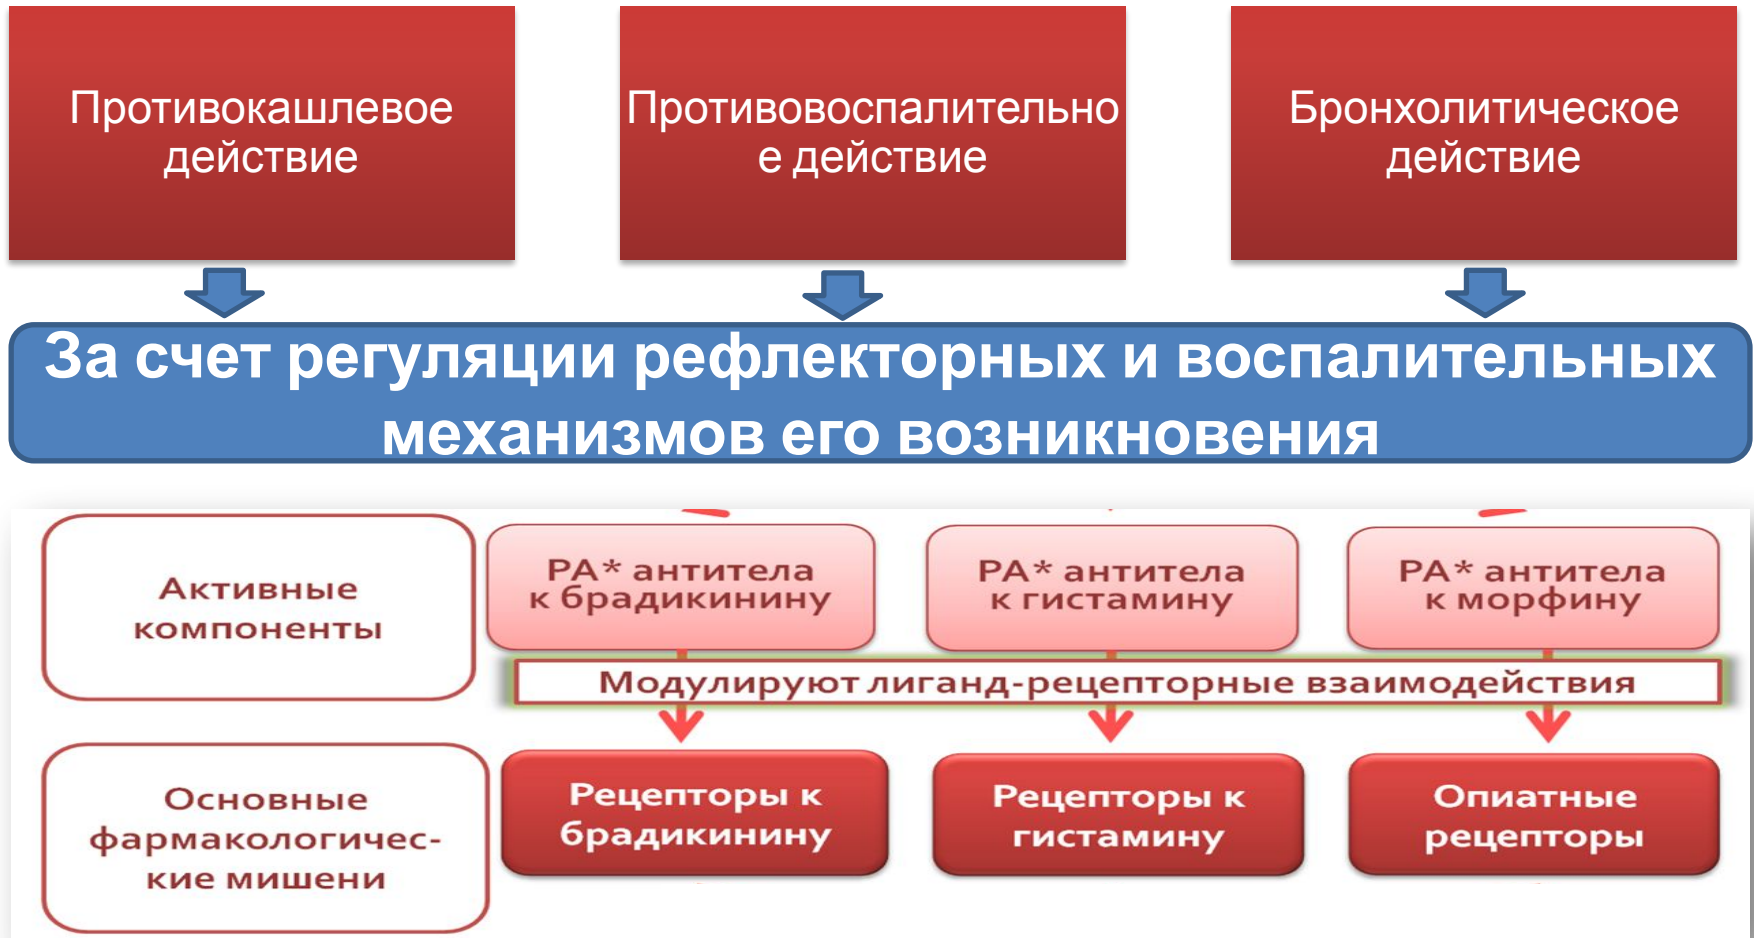 Противокашлевое
действие
Противовоспалительно
е действие
Бронхолитическое
действие
За счет регуляции рефлекторных и воспалительных
механизмов его возникновения
Активные
компоненты
РА* антитела
к брадикинину
РА* антитела
к гистамину
РА* антитела
к морфину
Модулируют лиганд-рецепторные взаимодействия
Основные
фармакологичес-
кие мишени
Рецепторы к
брадикинину
Рецепторы к
гистамину
Опиатные
рецепторы